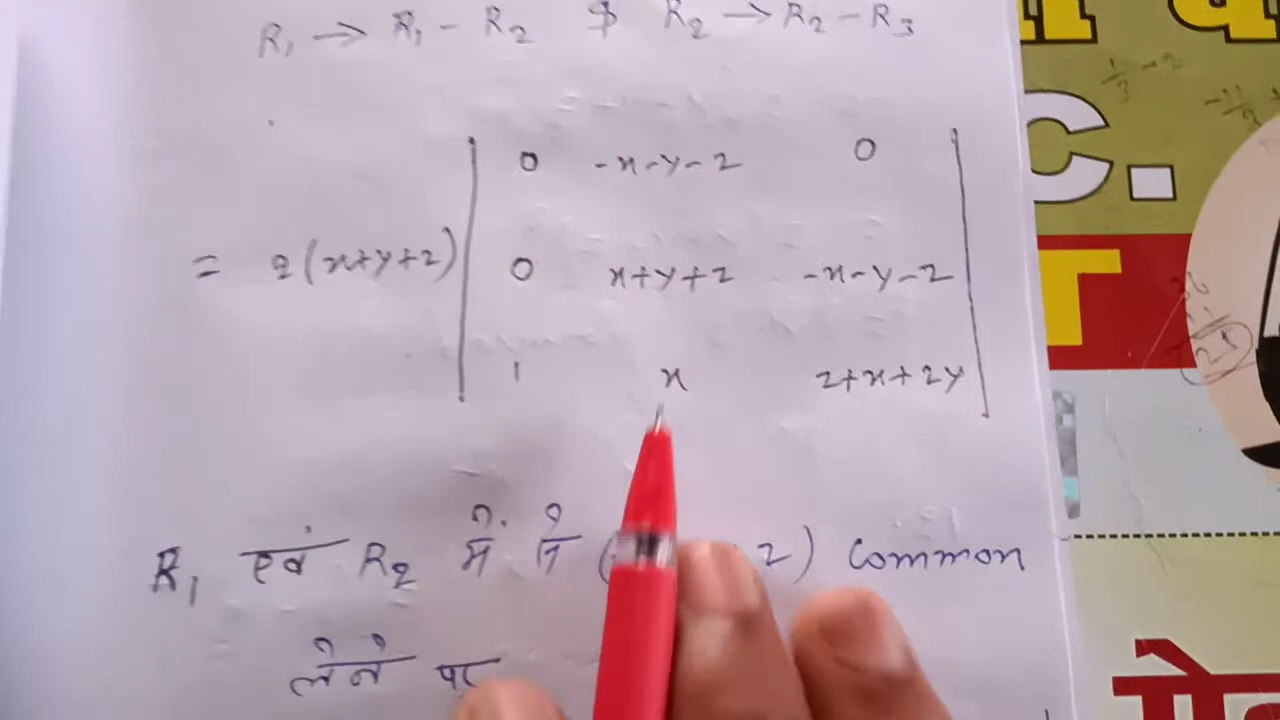 R₁ → R₁ - R₂ $ R₂ → R₂ - R₃
0 -x-y-z 0
= 2(x+y+z) 0 x+y+z -x-y-z
1 x z+x+2y
R₁ एवं R₂ में से z) common
लेने पर
C.
T